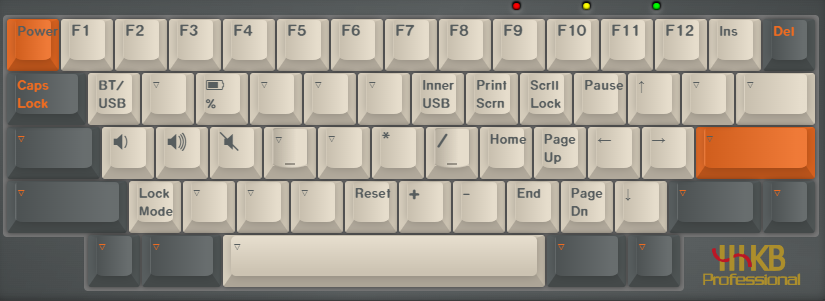 Power F1 F2 F3 F4 F5 F6 F7 F8 F9 F10 F11 F12 Ins Del
Caps Lock BT/ USB ▿ % ▿ ▿ ▿ Inner USB Print Scrn Scrll Lock Pause ↑ ▿ ▿
▿ ▿ _ ▿ * / _ Home Page Up ← → ▿
▿ Lock Mode ▿ ▿ ▿ Reset + - End Page Dn ↓ ▿ ▿
▿ ▿ ▿ ▿ ▿ HHKB
Professional